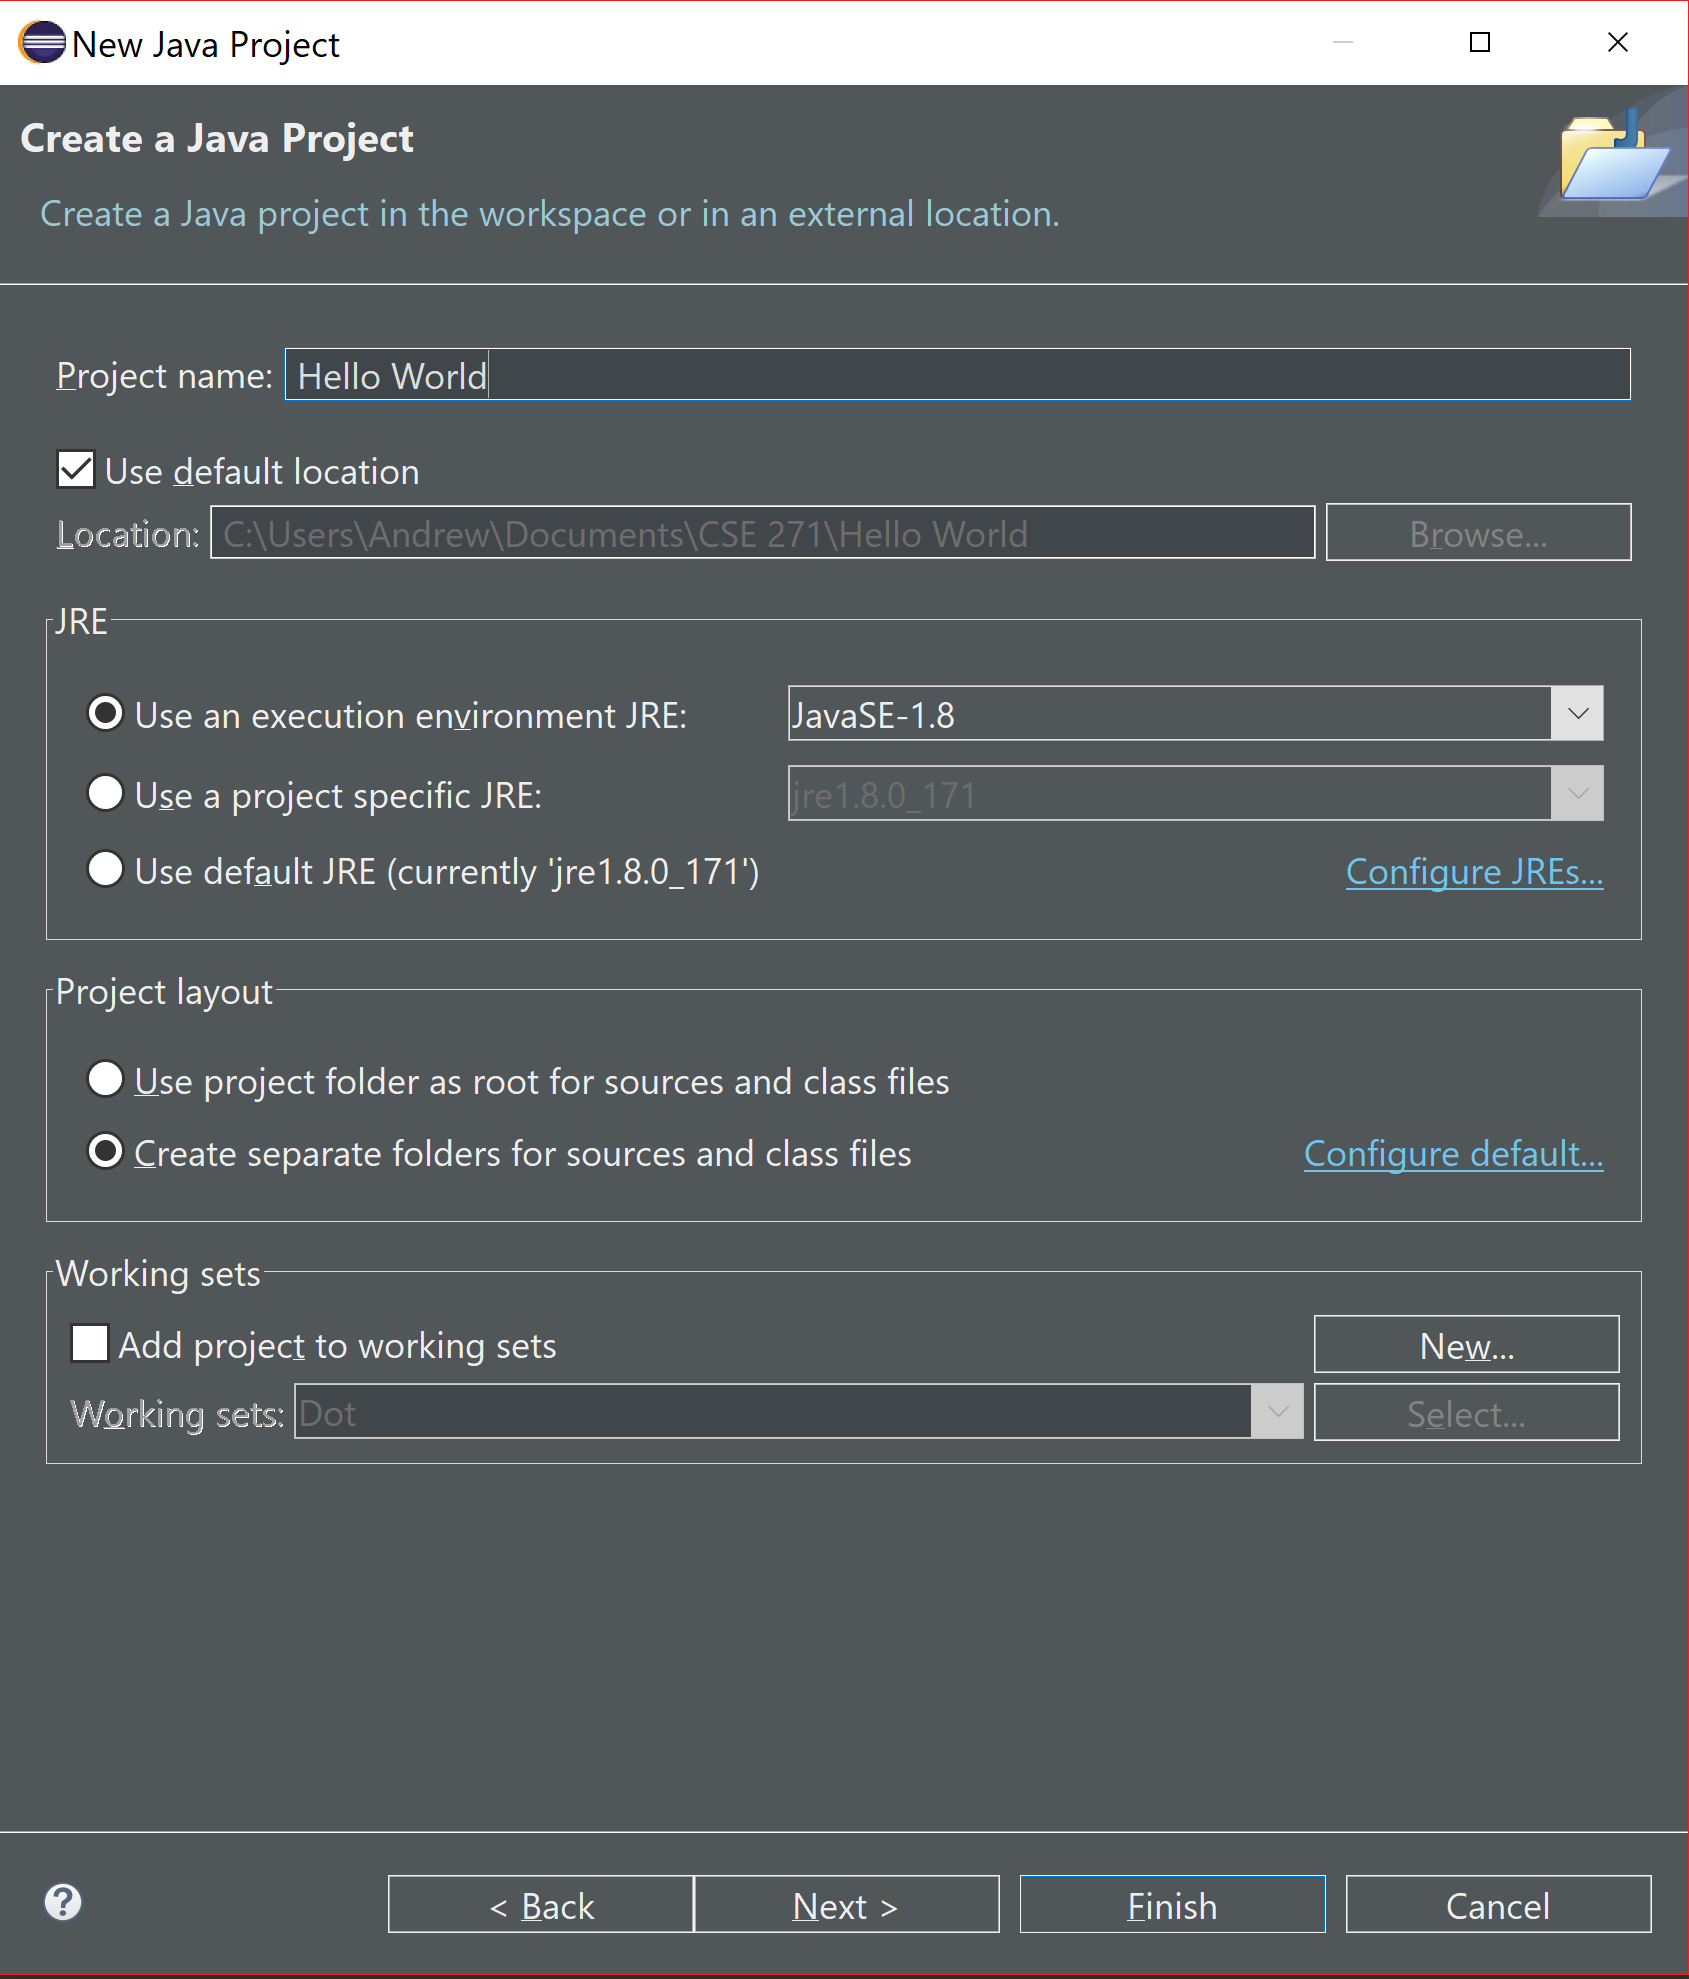 New Java Project
Create a Java Project
Create a Java project in the workspace or in an external location.
Project name: Hello World
Use default location
Location: C:\Users\Andrew\Documents\CSE 271\Hello World Browse...
JRE
Use an execution environment JRE: JavaSE-1.8
Use a project specific JRE: jre1.8.0_171
Use default JRE (currently 'jre1.8.0_171') Configure JREs...
Project layout
Use project folder as root for sources and class files
Create separate folders for sources and class files Configure default...
Working sets
Add project to working sets New...
Working sets: Dot Select...
? < Back Next > Finish Cancel